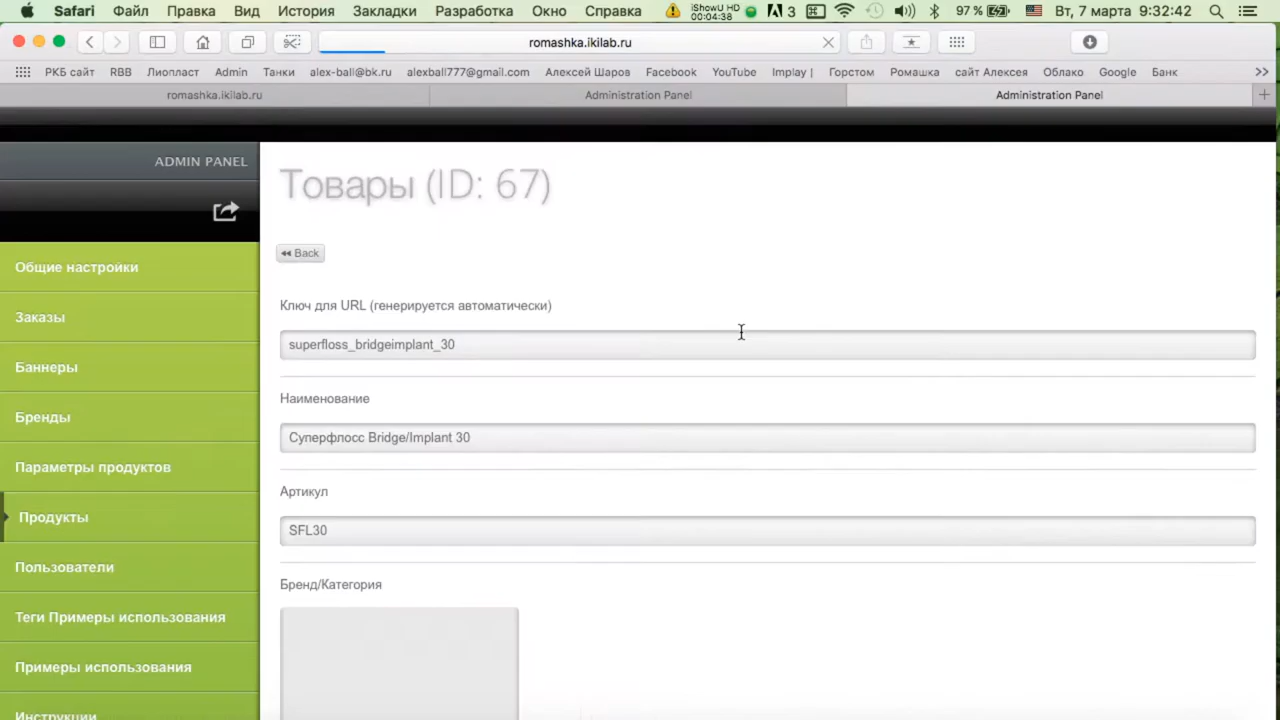 Safari Файл Правка Вид История Закладки Разработка Окно Справка iShowU HD 00:04:38 3 97 % Вт, 7 марта 9:32:42
romashka.ikilab.ru
РКБ сайт RBB Лиопласт Admin Танки alex-ball@bk.ru alexball777@gmail.com Алексей Шаров Facebook YouTube Implay | Горстом Ромашка сайт Алексея Облако Google Банк >>
romashka.ikilab.ru Administration Panel Administration Panel +
ADMIN PANEL
Товары (ID: 67)
Back
Общие настройки
Заказы
Баннеры
Бренды
Параметры продуктов
Продукты
Пользователи
Теги Примеры использования
Примеры использования
Инструкции
Ключ для URL (генерируется автоматически)
superfloss_bridgeimplant_30
Наименование
Суперфлосс Bridge/Implant 30
Артикул
SFL30
Бренд/Категория